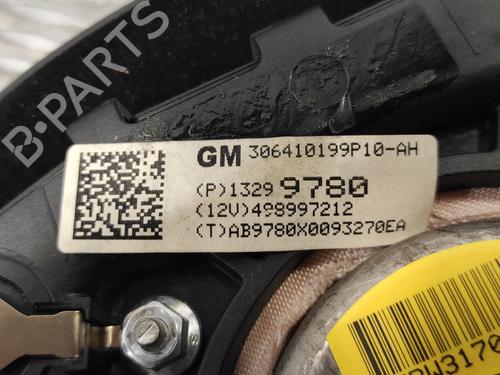 B-PARTS
GM 306410199P10-AH
(P)1329 9780
(12V)498997212
(T)AB9780X0093270EA